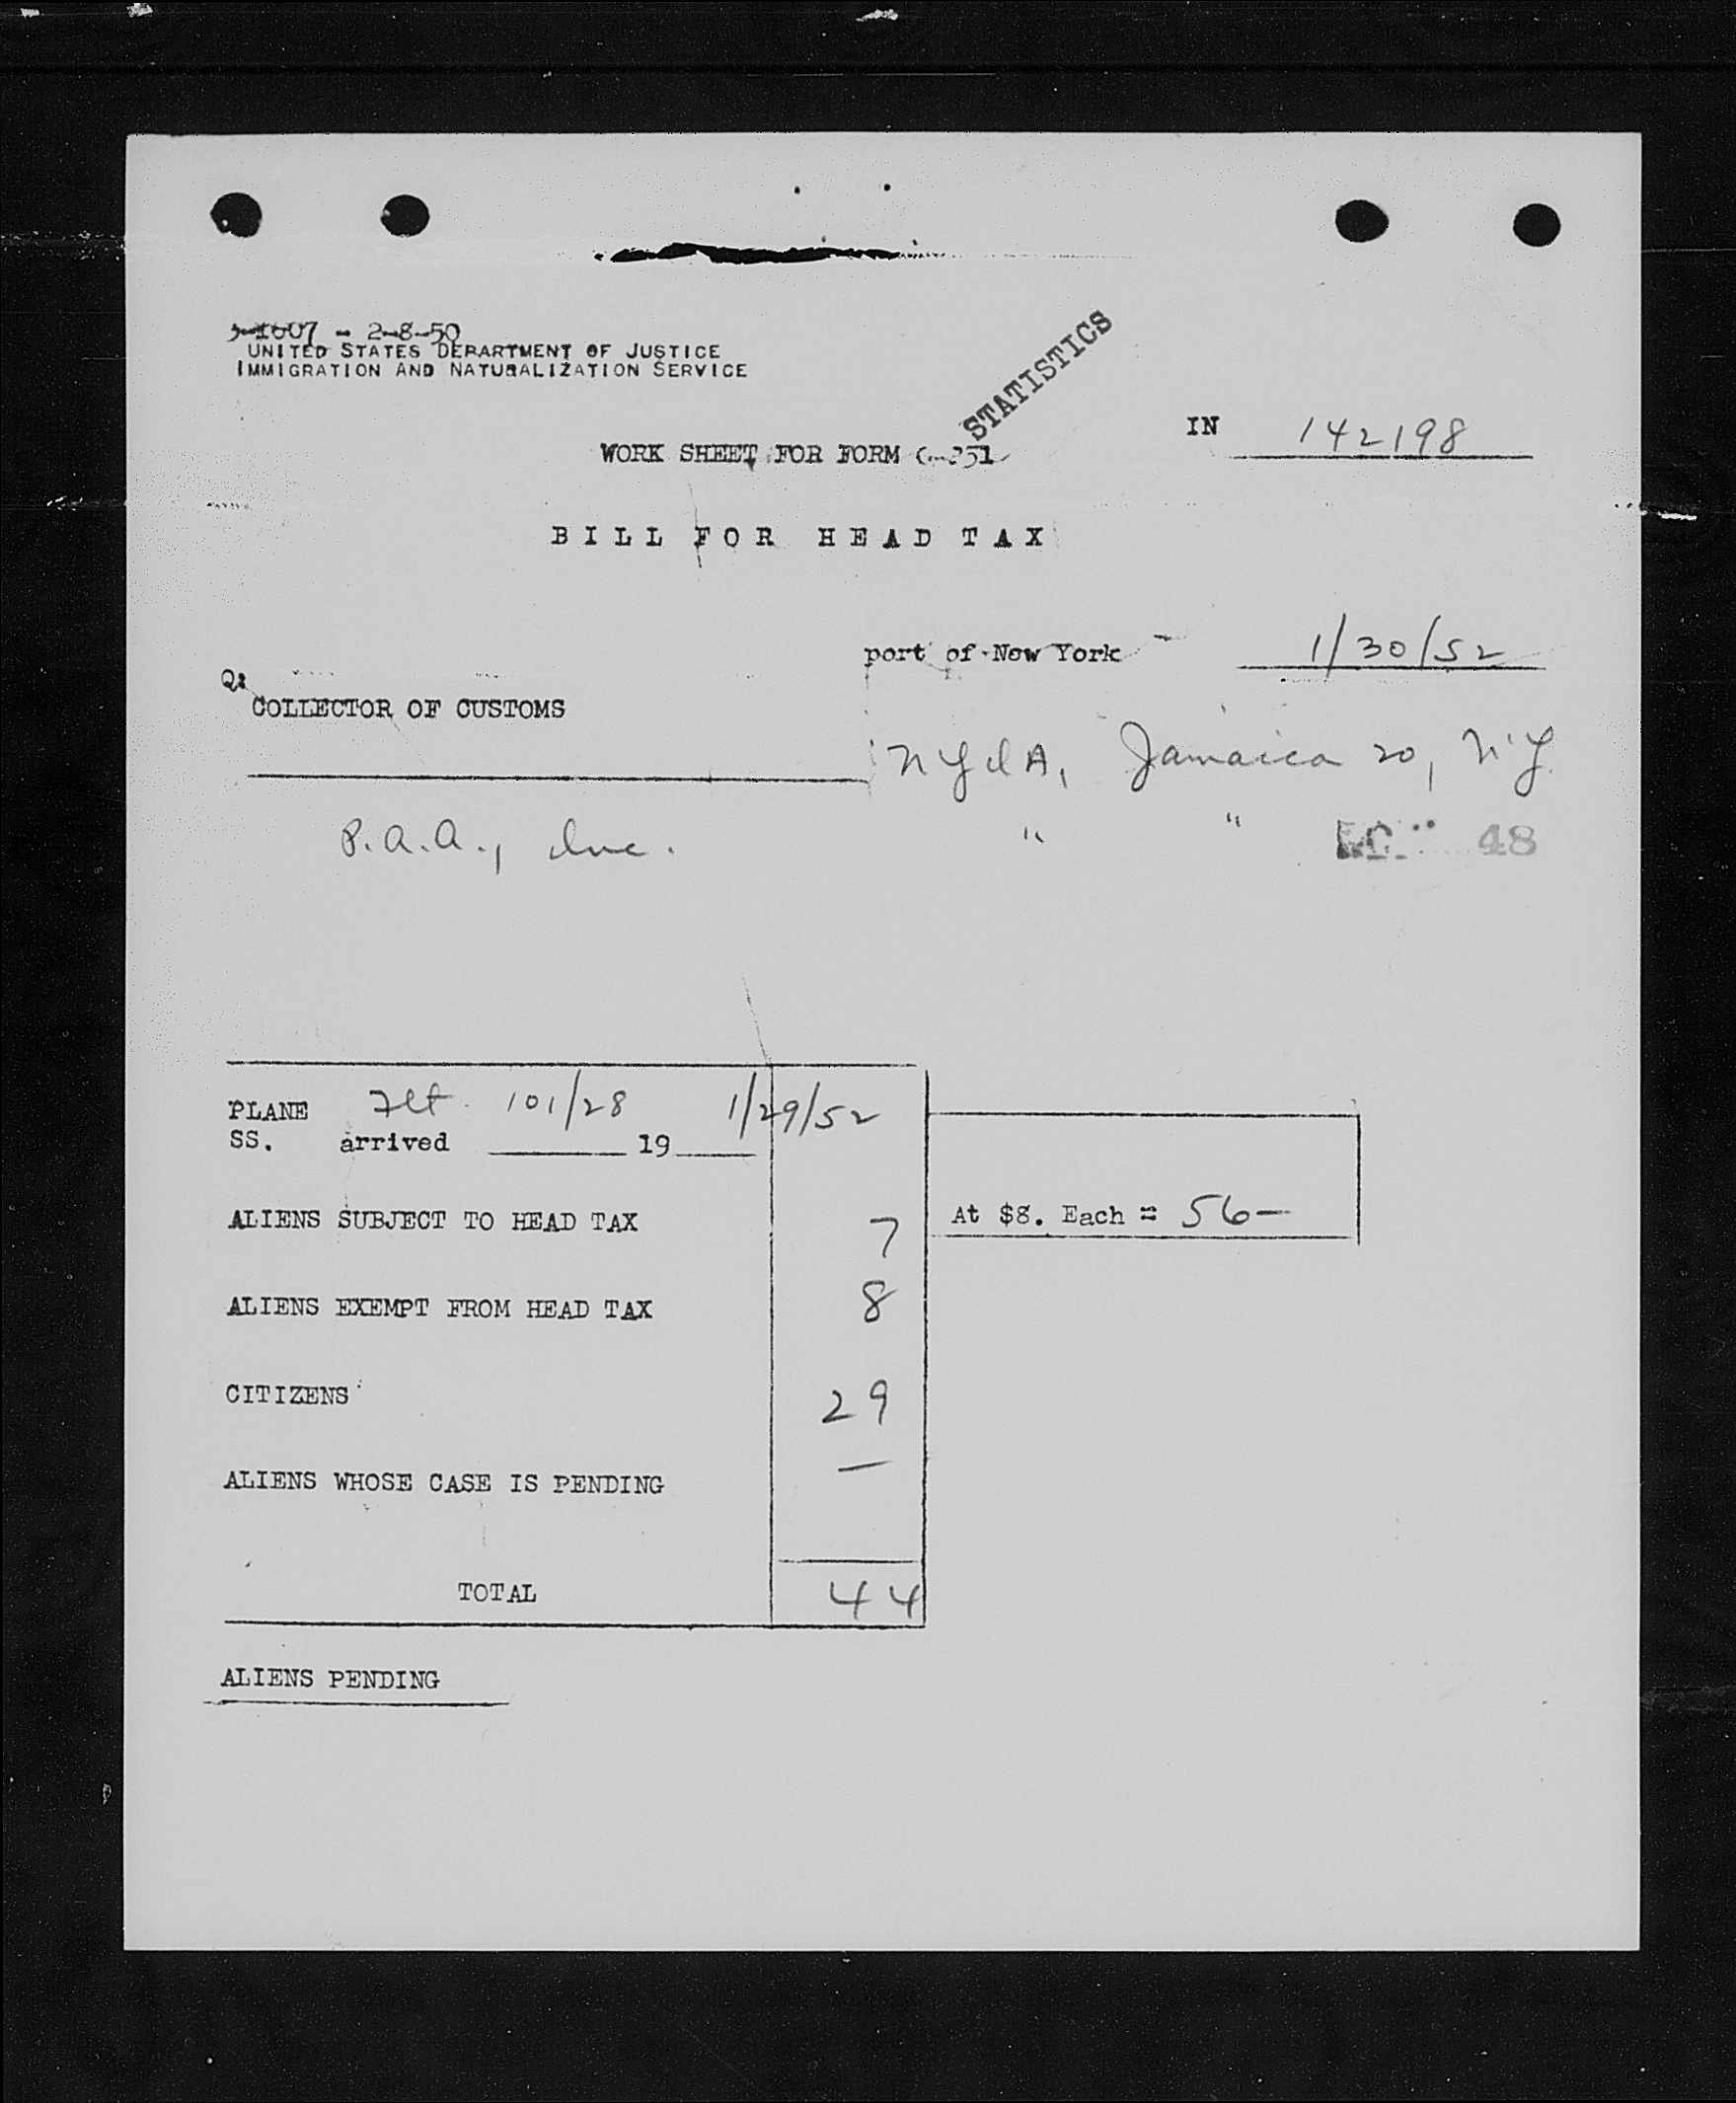 - 2-8-50
UNITED STATES DEPARTMENT OF JUSTICE
IMMIGRATION AND NATURALIZATION SERVICE
STATISTICS
IN 142198
WORK SHEET FOR FORM
BILL FOR HEAD TAX
port of New York 1/30/52
COLLECTOR OF CUSTOMS
Jamaica 20, N.Y.
P.A.A., Inc. " " 48
PLANE Flt. 101/28 1/29/52
SS. arrived ________ 19____
ALIENS SUBJECT TO HEAD TAX 7 At $8. Each = 56-
ALIENS EXEMPT FROM HEAD TAX 8
CITIZENS 29
ALIENS WHOSE CASE IS PENDING —
TOTAL 44
ALIENS PENDING